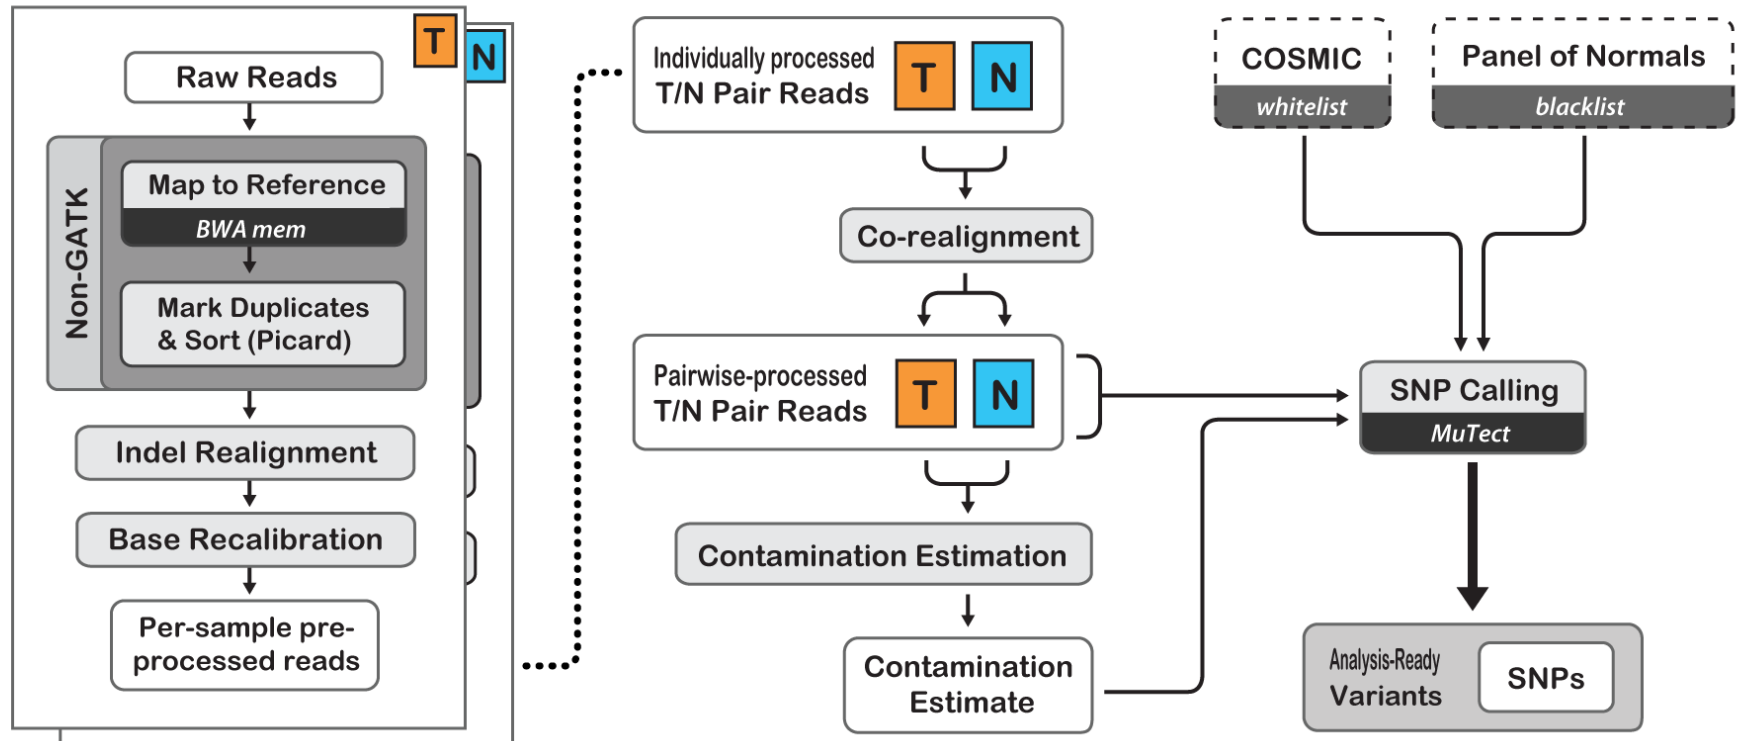 T
N
Raw Reads
Non-GATK
Map to Reference
BWA mem
Mark Duplicates
& Sort (Picard)
Indel Realignment
Base Recalibration
Per-sample pre-
processed reads
Individually processed
T/N Pair Reads
T
N
Co-realignment
Pairwise-processed
T/N Pair Reads
T
N
Contamination Estimation
Contamination
Estimate
COSMIC
whitelist
Panel of Normals
blacklist
SNP Calling
MuTect
Analysis-Ready
Variants
SNPs